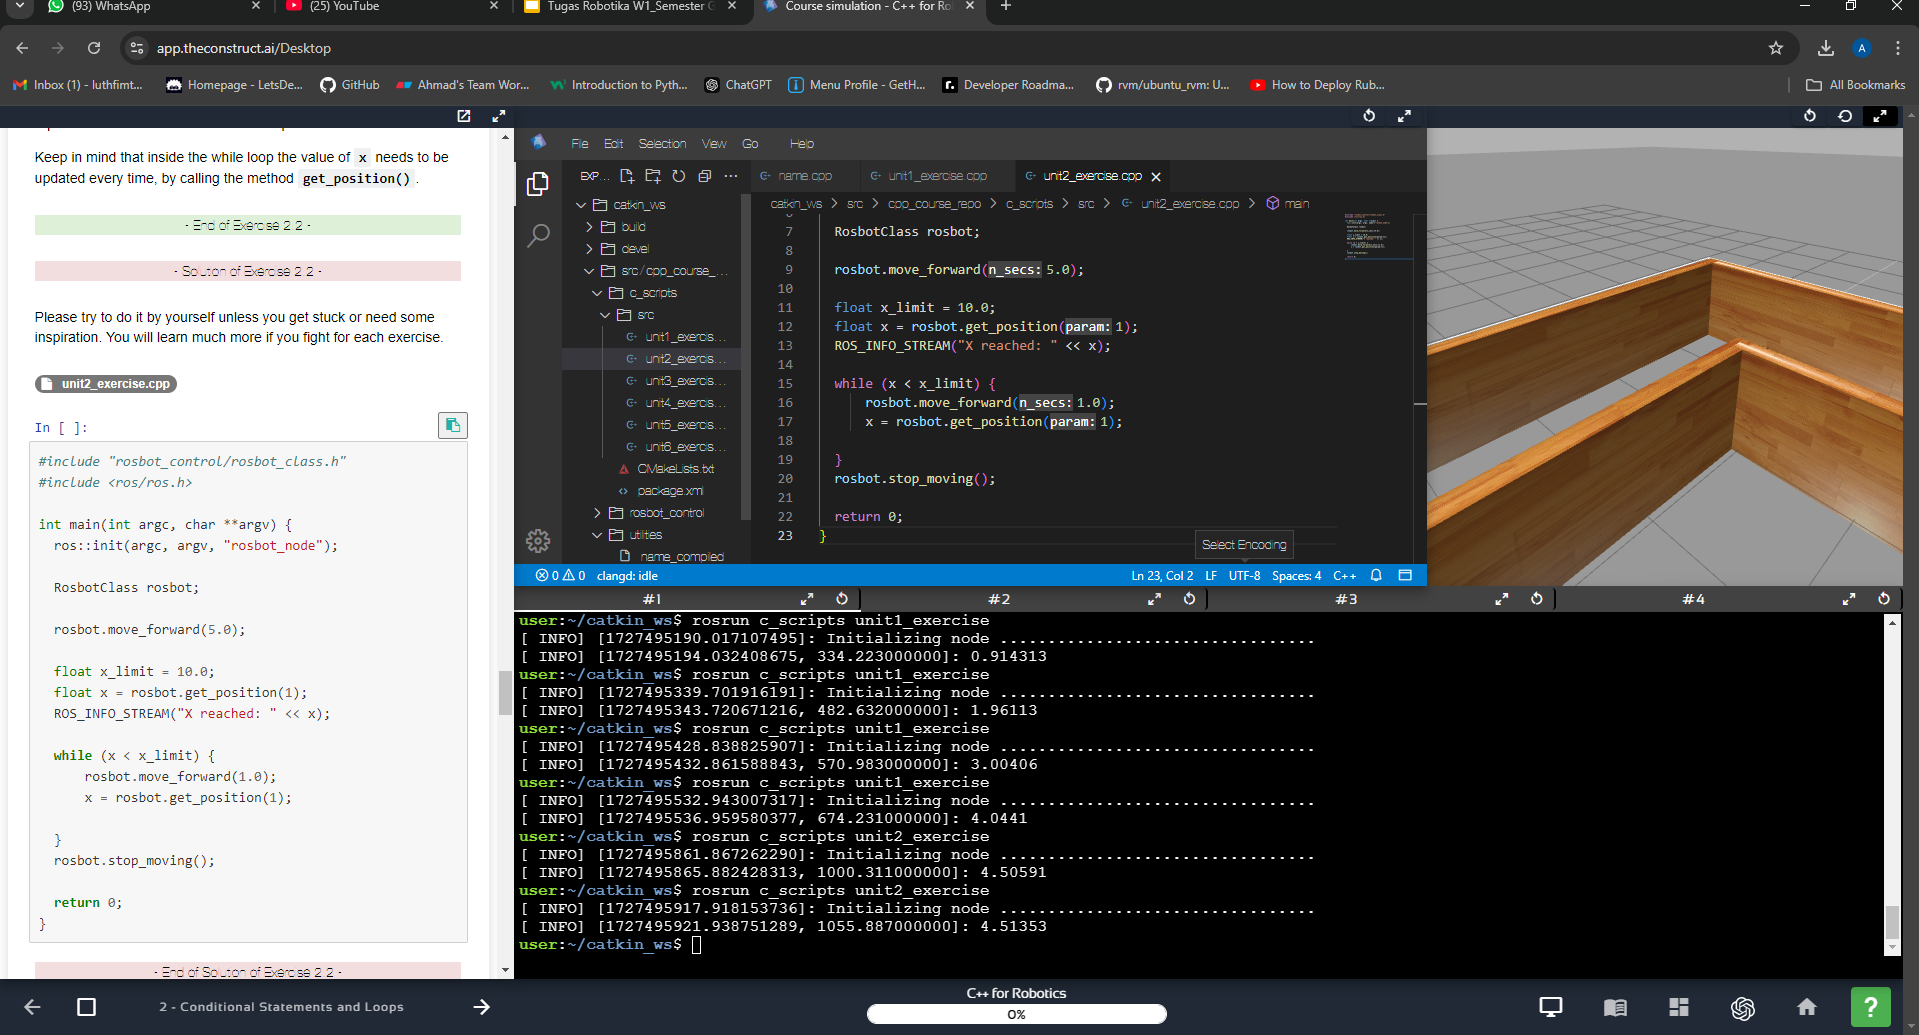 (93) WhatsApp
(25) YouTube
Tugas Robotika W1_Semester G
Course simulation - C++ for Ro
app.theconstruct.ai/Desktop
A
Inbox (1) - luthfimt...
Homepage - LetsDe...
GitHub
Ahmad's Team Wor...
Introduction to Pyth...
ChatGPT
Menu Profile - GetH...
Developer Roadma...
rvm/ubuntu_rvm: U...
How to Deploy Rub...
All Bookmarks
Keep in mind that inside the while loop the value of x needs to be
updated every time, by calling the method get_position() .
- End of Exercise 2.2 -
- Solution of Exercise 2.2 -
Please try to do it by yourself unless you get stuck or need some
inspiration. You will learn much more if you fight for each exercise.
unit2_exercise.cpp
In [ ]:
#include "rosbot_control/rosbot_class.h"
#include <ros/ros.h>
int main(int argc, char **argv) {
ros::init(argc, argv, "rosbot_node");
RosbotClass rosbot;
rosbot.move_forward(5.0);
float x_limit = 10.0;
float x = rosbot.get_position(1);
ROS_INFO_STREAM("X reached: " << x);
while (x < x_limit) {
rosbot.move_forward(1.0);
x = rosbot.get_position(1);
}
rosbot.stop_moving();
return 0;
}
- End of Solution of Exercise 2.2 -
File Edit Selection View Go Help
EXP...
catkin_ws
build
devel
src/cpp_course_...
c_scripts
src
unit1_exercis...
unit2_exercis...
unit3_exercis...
unit4_exercis...
unit5_exercis...
unit6_exercis...
CMakeLists.txt
package.xml
rosbot_control
utilities
name_compiled
name.cpp
unit1_exercise.cpp
unit2_exercise.cpp
catkin_ws > src > cpp_course_repo > c_scripts > src > unit2_exercise.cpp > main
7 RosbotClass rosbot;
8
9 rosbot.move_forward(n_secs: 5.0);
10
11 float x_limit = 10.0;
12 float x = rosbot.get_position(param: 1);
13 ROS_INFO_STREAM("X reached: " << x);
14
15 while (x < x_limit) {
16 rosbot.move_forward(n_secs: 1.0);
17 x = rosbot.get_position(param: 1);
18
19 }
20 rosbot.stop_moving();
21
22 return 0;
23 }
Select Encoding
0 0 clangd: idle
Ln 23, Col 2 LF UTF-8 Spaces: 4 C++
#1
#2
#3
#4
user:~/catkin_ws$ rosrun c_scripts unit1_exercise
[ INFO] [1727495190.017107495]: Initializing node .................................
[ INFO] [1727495194.032408675, 334.223000000]: 0.914313
user:~/catkin_ws$ rosrun c_scripts unit1_exercise
[ INFO] [1727495339.701916191]: Initializing node .................................
[ INFO] [1727495343.720671216, 482.632000000]: 1.96113
user:~/catkin_ws$ rosrun c_scripts unit1_exercise
[ INFO] [1727495428.838825907]: Initializing node .................................
[ INFO] [1727495432.861588843, 570.983000000]: 3.00406
user:~/catkin_ws$ rosrun c_scripts unit1_exercise
[ INFO] [1727495532.943007317]: Initializing node .................................
[ INFO] [1727495536.959580377, 674.231000000]: 4.0441
user:~/catkin_ws$ rosrun c_scripts unit2_exercise
[ INFO] [1727495861.867262290]: Initializing node .................................
[ INFO] [1727495865.882428313, 1000.311000000]: 4.50591
user:~/catkin_ws$ rosrun c_scripts unit2_exercise
[ INFO] [1727495917.918153736]: Initializing node .................................
[ INFO] [1727495921.938751289, 1055.887000000]: 4.51353
user:~/catkin_ws$
2 - Conditional Statements and Loops
C++ for Robotics
0%
?